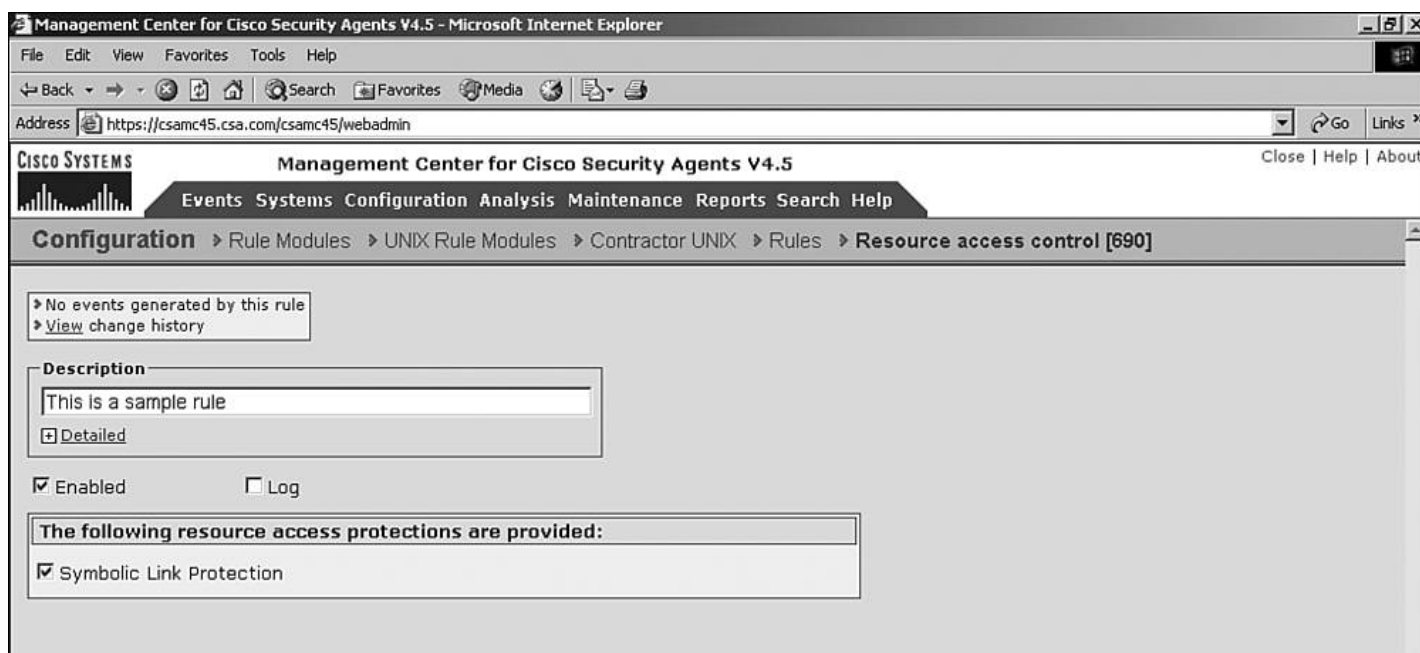 Management Center for Cisco Security Agents V4.5 - Microsoft Internet Explorer
File Edit View Favorites Tools Help
Back Search Favorites Media
Address https://csamc45.csa.com/csamc45/webadmin Go Links »
CISCO SYSTEMS Management Center for Cisco Security Agents V4.5 Close | Help | About
Events Systems Configuration Analysis Maintenance Reports Search Help
Configuration Rule Modules UNIX Rule Modules Contractor UNIX Rules Resource access control [690]
No events generated by this rule
View change history
Description
This is a sample rule
Detailed
Enabled Log
The following resource access protections are provided:
Symbolic Link Protection